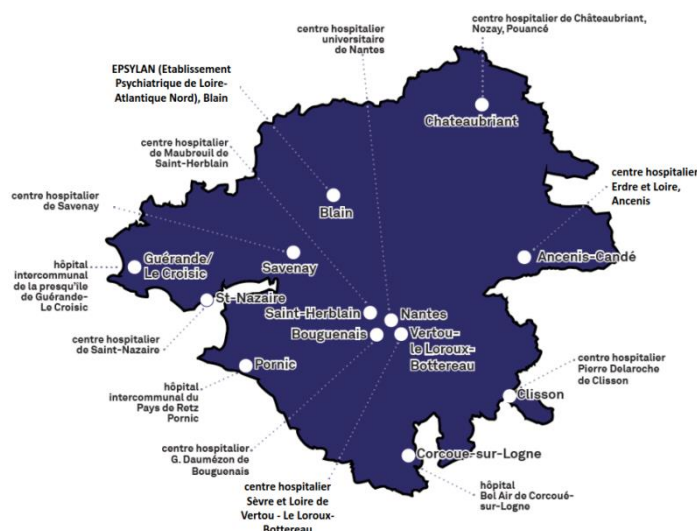 centre hospitalier de Châteaubriant,
Nozay, Pouancé
centre hospitalier
universitaire
de Nantes
EPSYLAN (Etablissement
Psychiatrique de Loire-
Atlantique Nord), Blain
Chateaubriant
centre hospitalier
de Maubreuil de
Saint-Herblain
centre hospitalier
Erdre et Loire,
Ancenis
centre hospitalier
de Savenay
Blain
Guérande/
Le Croisic
Savenay
Ancenis-Candé
hôpital
intercommunal
de la presqu'île
de Guérande-
Le Croisic
St-Nazaire
Saint-Herblain
Nantes
Bouguenais
Vertou-
le Loroux-
Bottereau
centre hospitalier
de Saint-Nazaire
Pornic
centre hospitalier
Pierre Delaroche
de Clisson
hôpital
intercommunal du
Pays de Retz
Pornic
Clisson
centre hospitalier
G. Daumézon de
Bouguenais
Corcoue-sur-Logne
centre hospitalier
Sèvre et Loire de
Vertou - Le Loroux-
Bottereau
hôpital
Bel Air de Corcoué-
sur-Logne